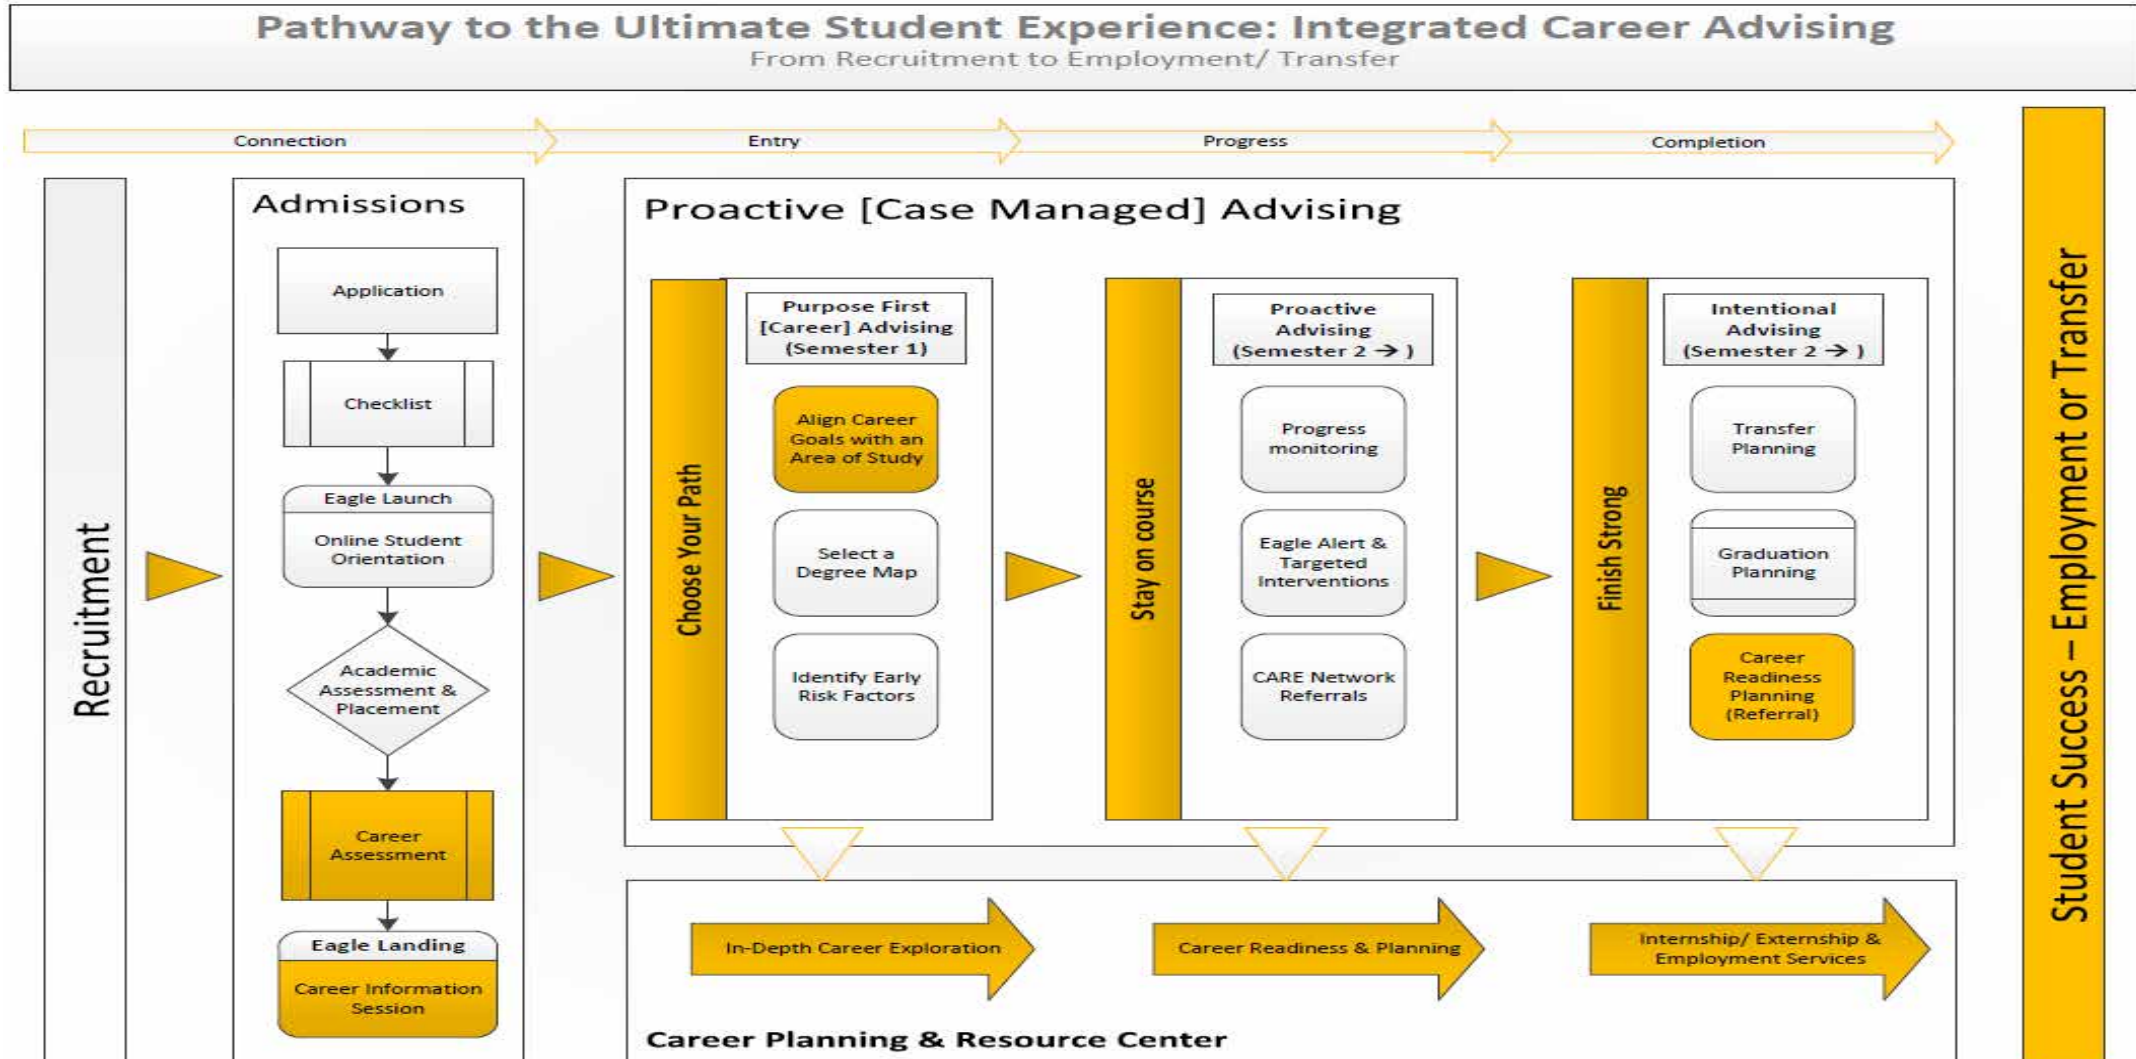 Pathway to the Ultimate Student Experience: Integrated Career Advising
From Recruitment to Employment/ Transfer
Connection
Entry
Progress
Completion
Recruitment
Admissions
Application
Checklist
Eagle Launch
Online Student
Orientation
Academic
Assessment &
Placement
Career
Assessment
Eagle Landing
Career Information
Session
Proactive [Case Managed] Advising
Choose Your Path
Purpose First
[Career] Advising
(Semester 1)
Align Career
Goals with an
Area of Study
Select a
Degree Map
Identify Early
Risk Factors
Stay on course
Proactive
Advising
(Semester 2 → )
Progress
monitoring
Eagle Alert &
Targeted
Interventions
CARE Network
Referrals
Finish Strong
Intentional
Advising
(Semester 2 → )
Transfer
Planning
Graduation
Planning
Career
Readiness
Planning
(Referral)
In-Depth Career Exploration
Career Readiness & Planning
Internship/ Externship &
Employment Services
Career Planning & Resource Center
Student Success – Employment or Transfer